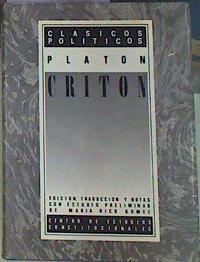 CLASICOS
POLITICOS
PLATON
CRITON
EDICION, TRADUCCION Y NOTAS
CON ESTUDIO PRELIMINAR
DE MARIA RICO GOMEZ
CENTRO DE ESTUDIOS
CONSTITUCIONALES